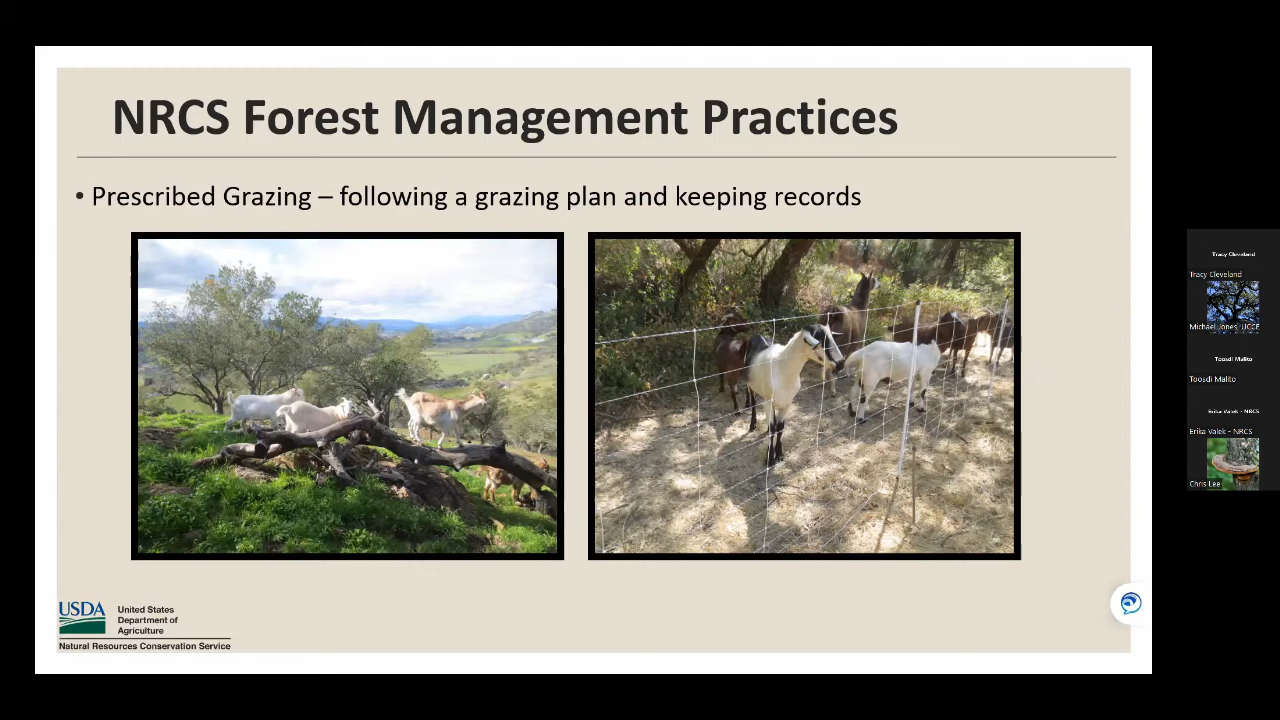 NRCS Forest Management Practices
• Prescribed Grazing – following a grazing plan and keeping records
USDA
United States
Department of
Agriculture
Natural Resources Conservation Service
Tracy Cleveland
Tracy Cleveland
Michael Jones UCCE
Toosdi Malito
Toosdi Malito
Erika Valek - NRCS
Erika Valek - NRCS
Chris Lee